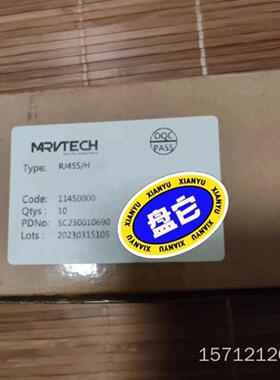 MRVTECH
OQC
PASS
Type: RJ45S/H
Code: 11450000
Qtys: 10
PDNo: SC230010690
Lots: 20230315105
XIANYU
XIANYU
盘它
XIANYU
XIANYU
1571212